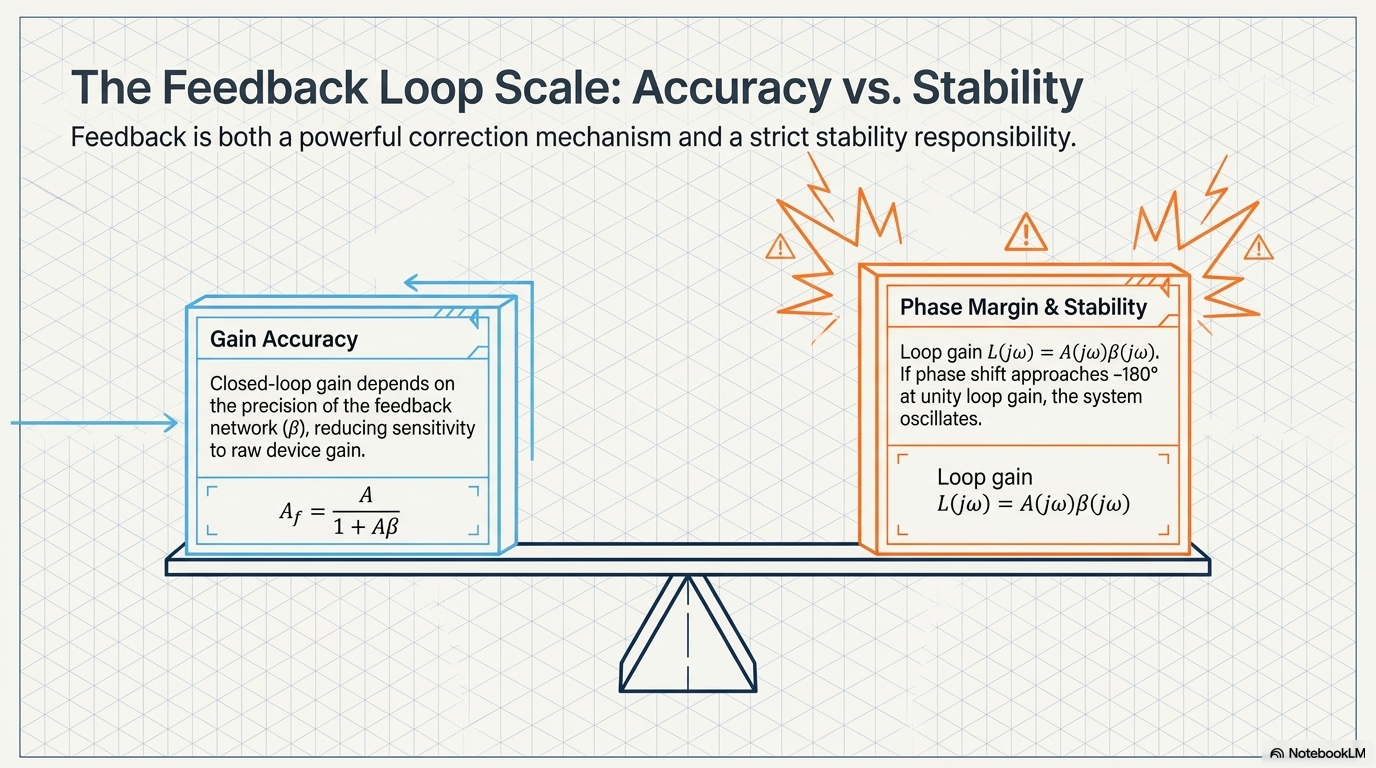 The Feedback Loop Scale: Accuracy vs. Stability
Feedback is both a powerful correction mechanism and a strict stability responsibility.
Gain Accuracy
Closed-loop gain depends on
the precision of the feedback
network (β), reducing sensitivity
to raw device gain.
A_f = A / (1 + Aβ)
Phase Margin & Stability
Loop gain L(jω) = A(jω)β(jω).
If phase shift approaches –180°
at unity loop gain, the system
oscillates.
Loop gain
L(jω) = A(jω)β(jω)
NotebookLM